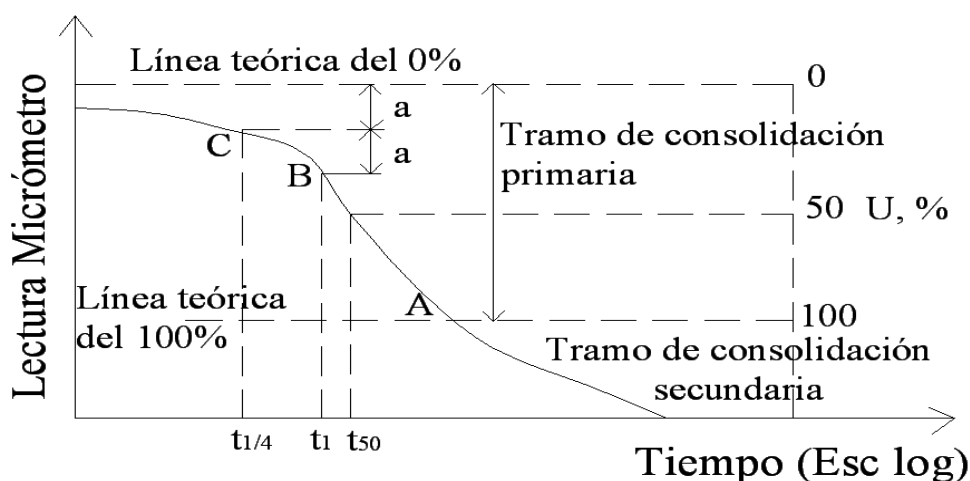 Línea teórica del 0%
0
a
Tramo de consolidación
primaria
C
a
B
50 U, %
Lectura Micrómetro
Línea teórica
del 100%
A
100
Tramo de consolidación
secundaria
t1/4
t1
t50
Tiempo (Esc log)